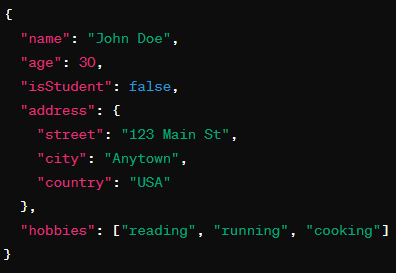 {
  "name": "John Doe",
  "age": 30,
  "isStudent": false,
  "address": {
    "street": "123 Main St",
    "city": "Anytown",
    "country": "USA"
  },
  "hobbies": ["reading", "running", "cooking"]
}